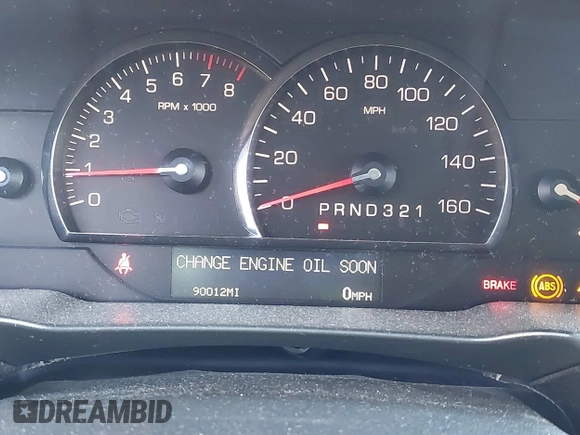 0 1 2 3 4 5 6 7 8
RPM x 1000
0 20 40 60 80 100 120 140 160
MPH
PRND321
CHANGE ENGINE OIL SOON
90012MI 0MPH
BRAKE
ABS
DREAMBID